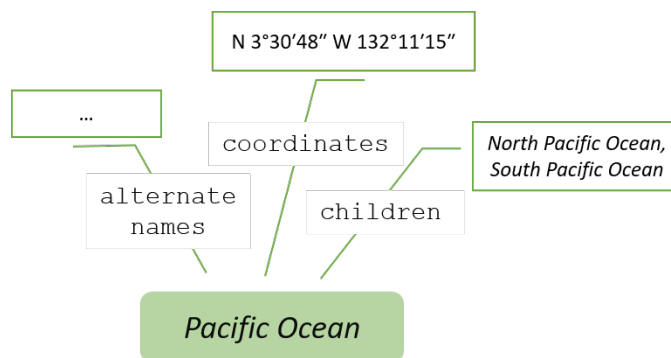 N 3°30′48″ W 132°11′15″
...
coordinates
North Pacific Ocean,
South Pacific Ocean
alternate
names
children
Pacific Ocean